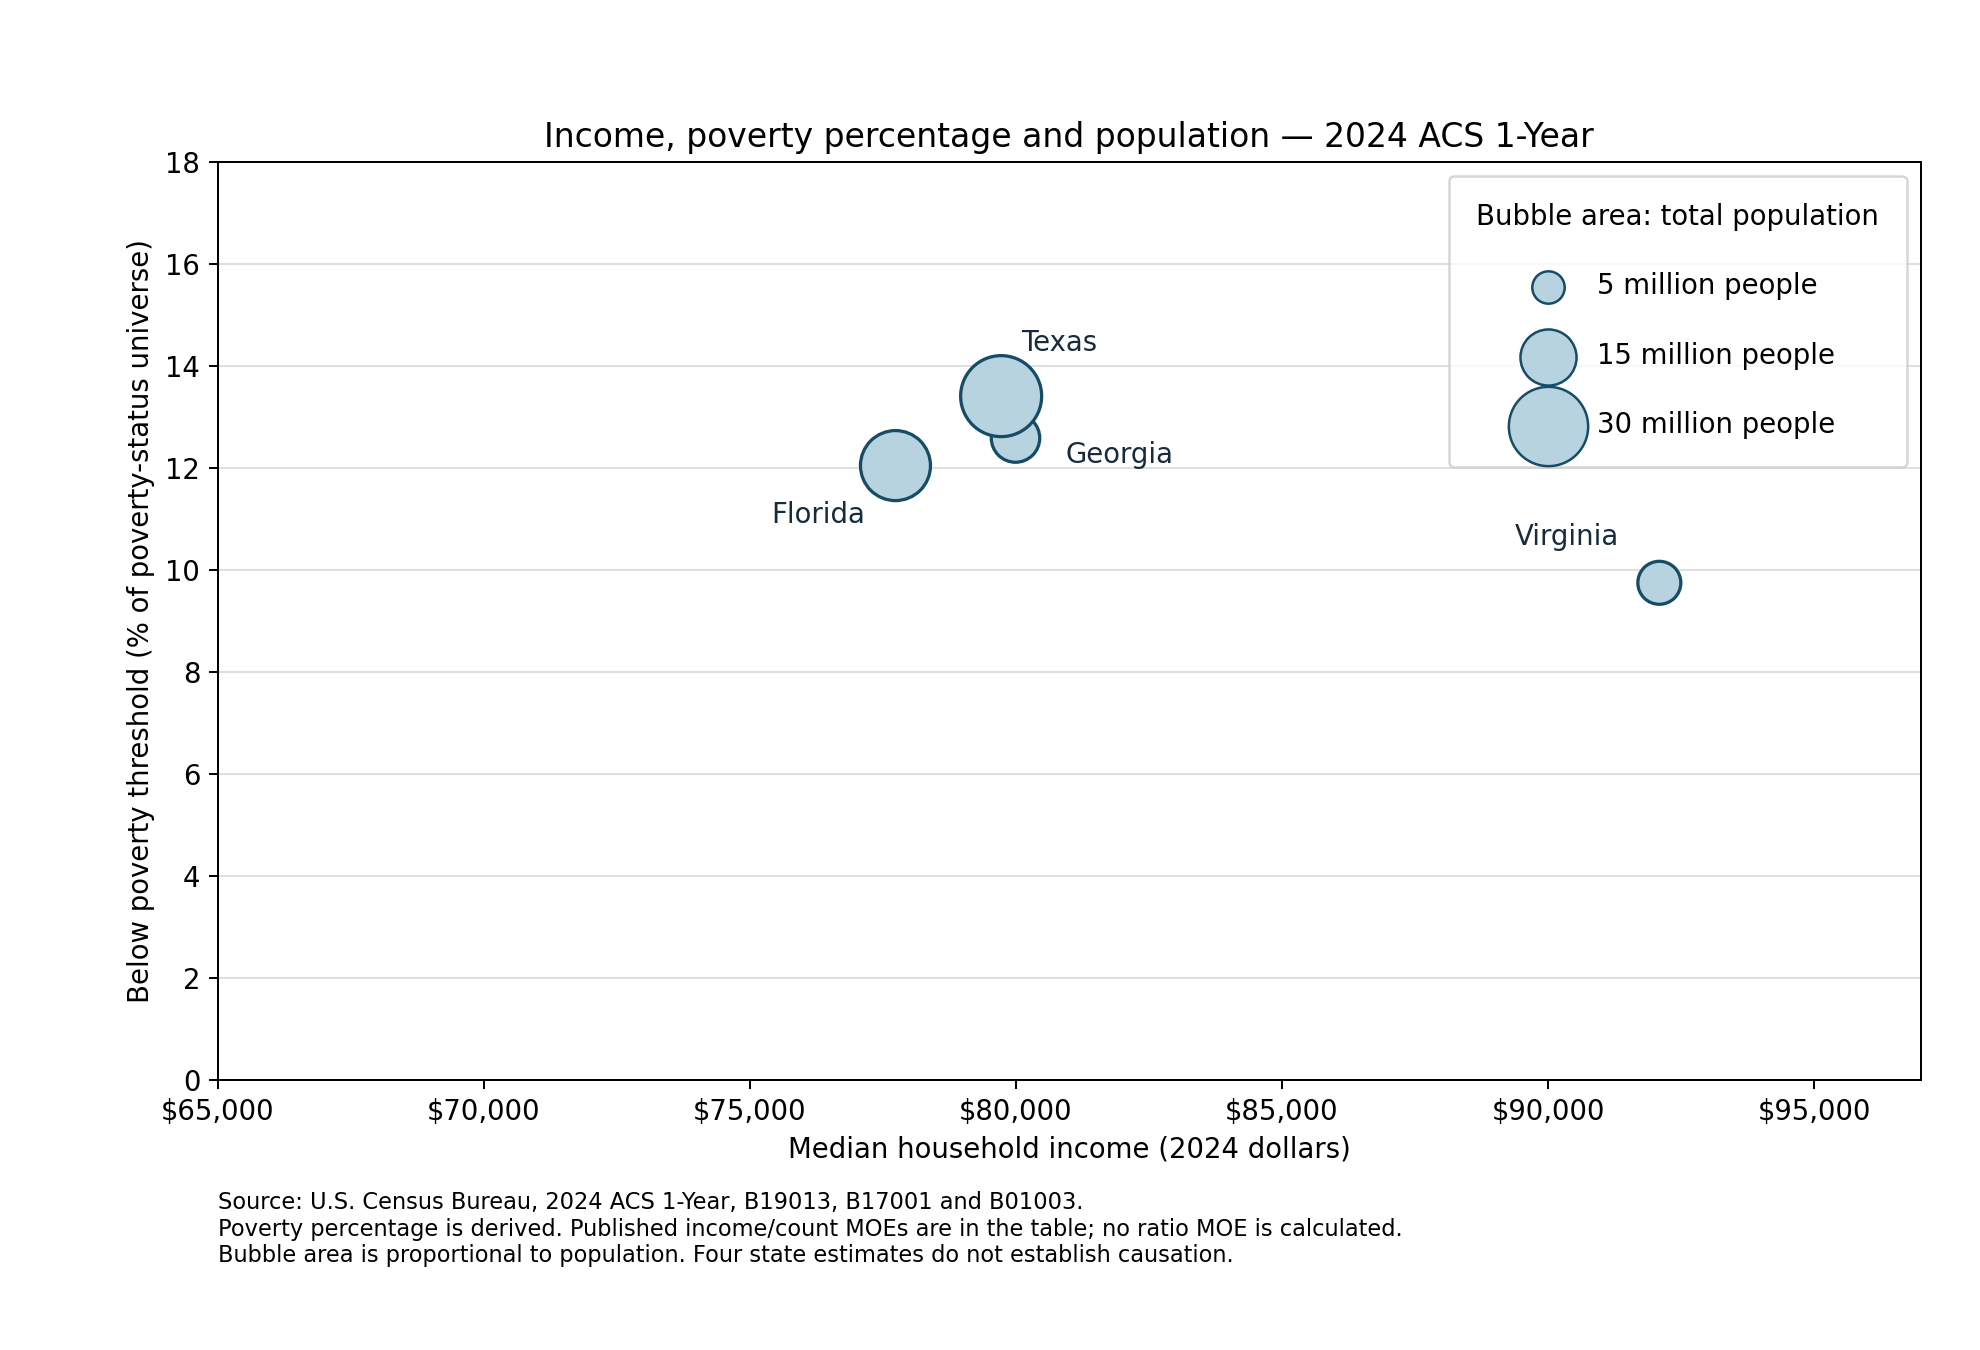 Income, poverty percentage and population — 2024 ACS 1-Year
Below poverty threshold (% of poverty-status universe)
18
16
14
12
10
8
6
4
2
0
Bubble area: total population
5 million people
15 million people
30 million people
Texas
Georgia
Florida
Virginia
$65,000 $70,000 $75,000 $80,000 $85,000 $90,000 $95,000
Median household income (2024 dollars)
Source: U.S. Census Bureau, 2024 ACS 1-Year, B19013, B17001 and B01003.
Poverty percentage is derived. Published income/count MOEs are in the table; no ratio MOE is calculated.
Bubble area is proportional to population. Four state estimates do not establish causation.